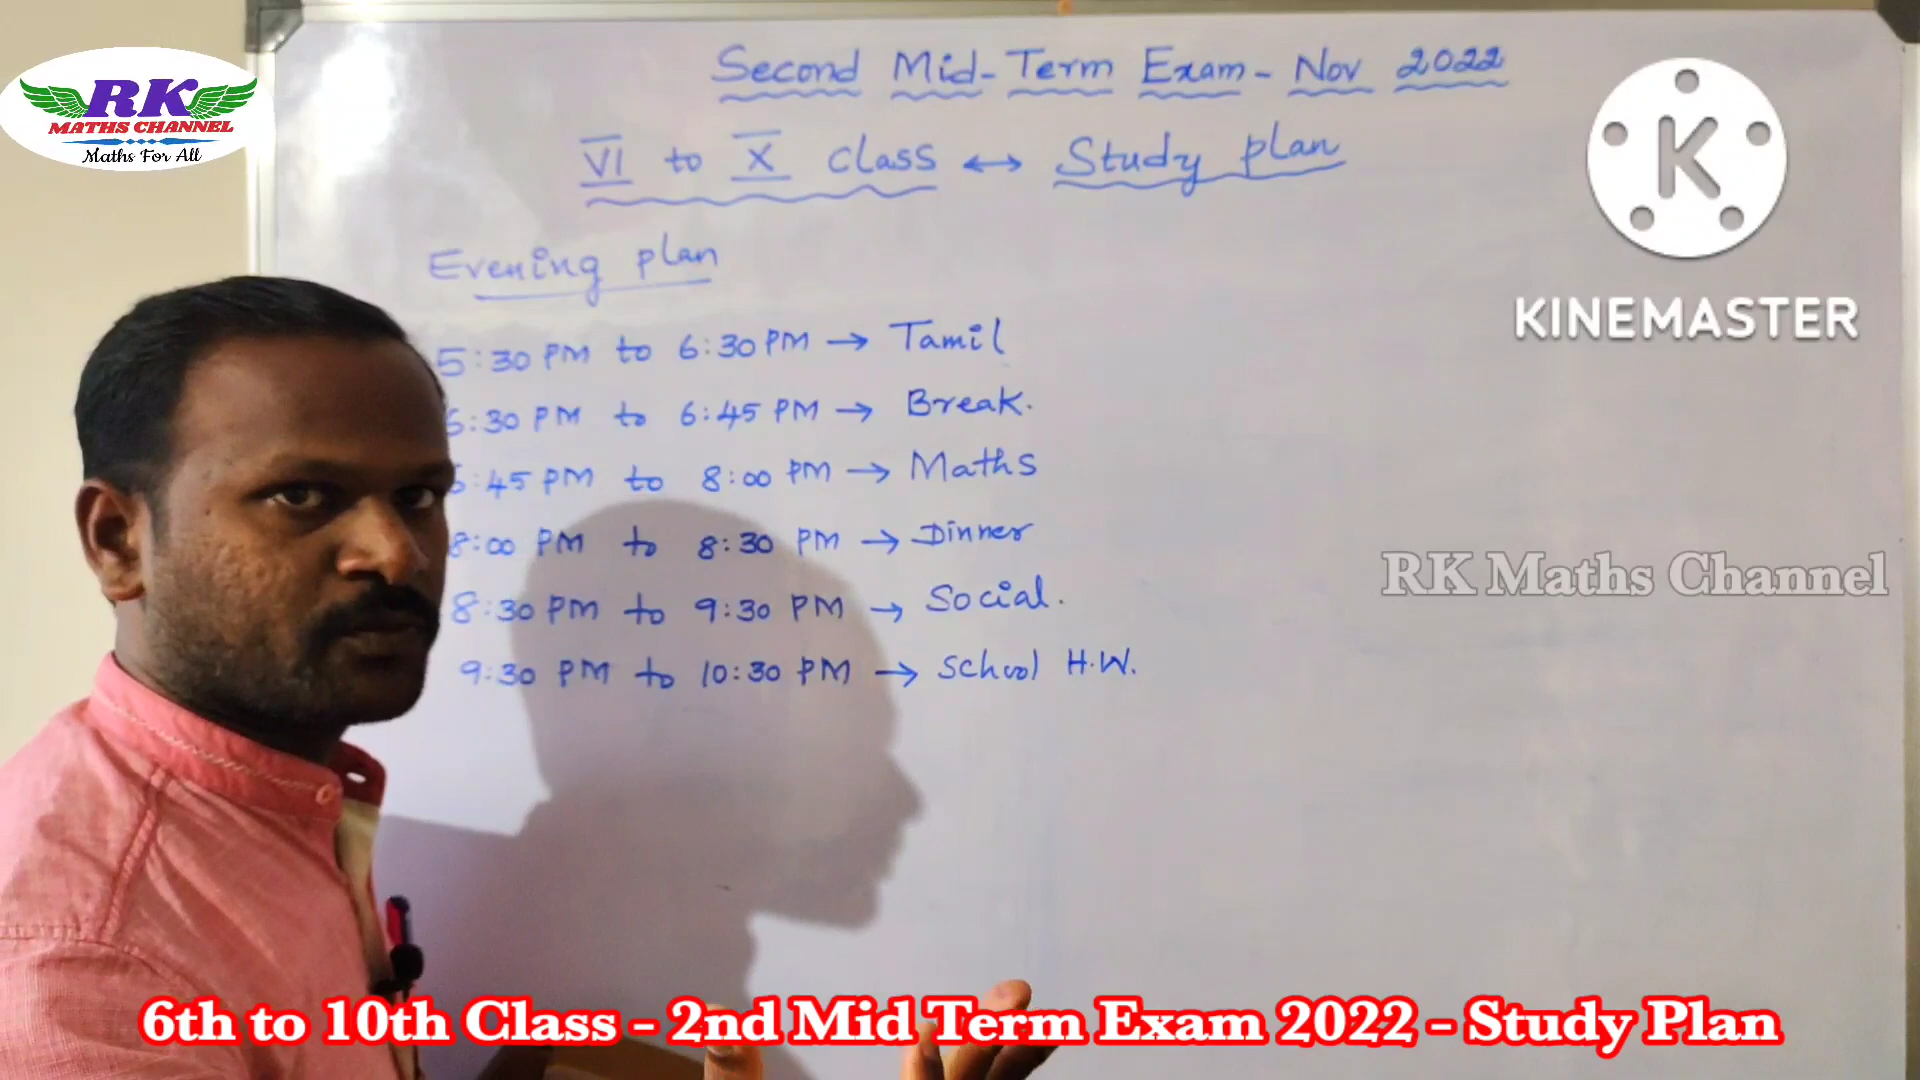 RK
MATHS CHANNEL
Maths For All
Second Mid-Term Exam - Nov 2022
VI to X class ↔ Study plan
K
KINEMASTER
Evening plan
5:30 PM to 6:30 PM → Tamil
6:30 PM to 6:45 PM → Break.
6:45 PM to 8:00 PM → Maths
8:00 PM to 8:30 PM → Dinner
RK Maths Channel
8:30 PM to 9:30 PM → Social.
9:30 PM to 10:30 PM → School H.W.
6th to 10th Class - 2nd Mid Term Exam 2022 - Study Plan